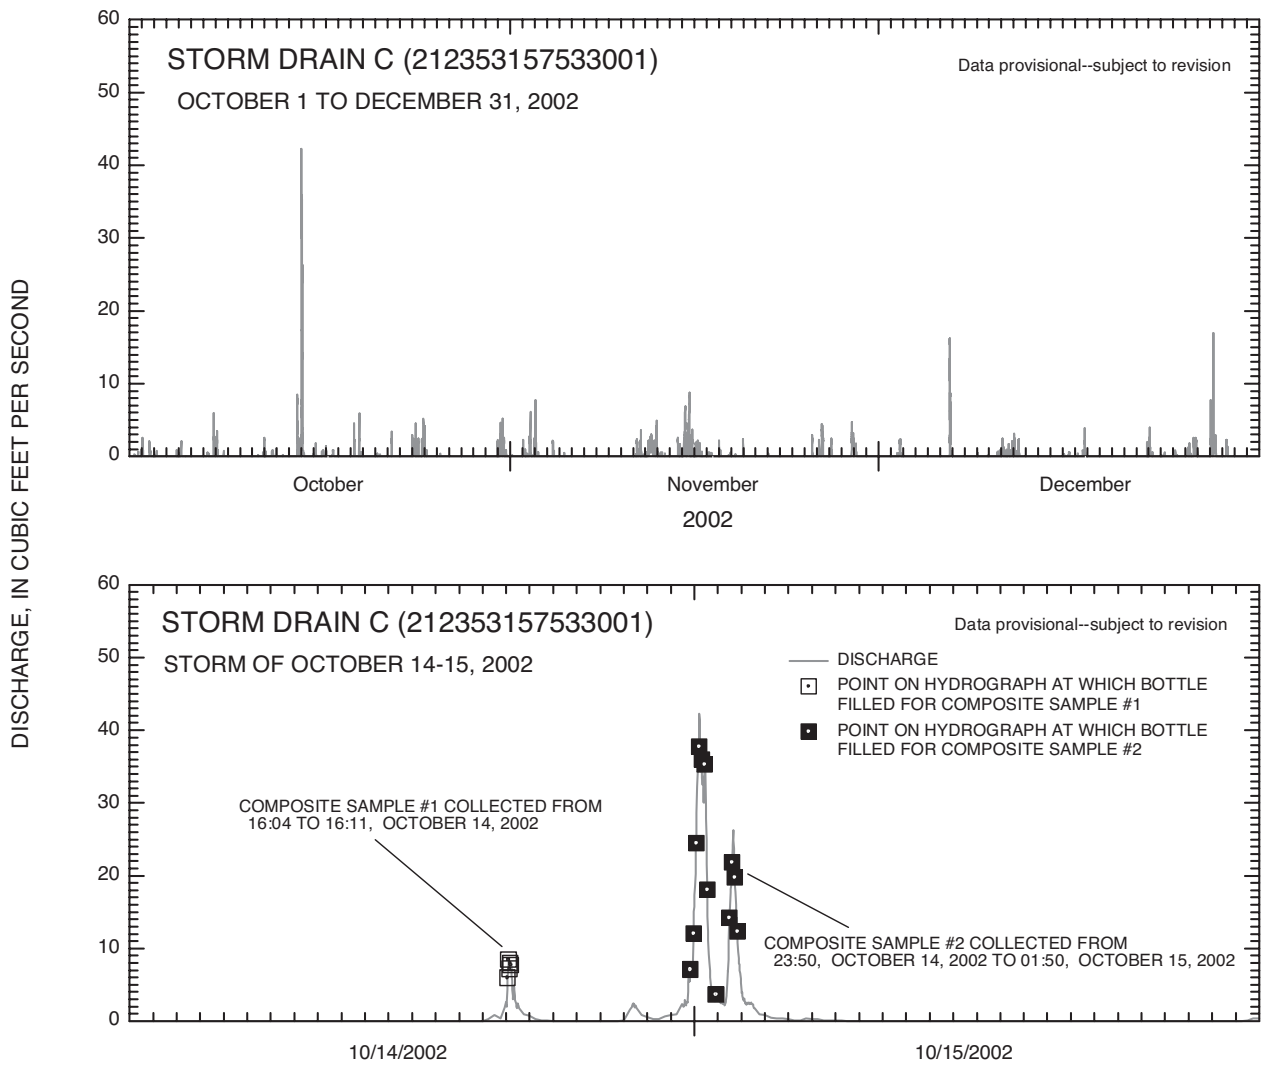 DISCHARGE, IN CUBIC FEET PER SECOND
STORM DRAIN C (212353157533001)
Data provisional--subject to revision
OCTOBER 1 TO DECEMBER 31, 2002
60
50
40
30
20
10
0
October
November
December
2002
STORM DRAIN C (212353157533001)
Data provisional--subject to revision
STORM OF OCTOBER 14-15, 2002
DISCHARGE
POINT ON HYDROGRAPH AT WHICH BOTTLE
FILLED FOR COMPOSITE SAMPLE #1
POINT ON HYDROGRAPH AT WHICH BOTTLE
FILLED FOR COMPOSITE SAMPLE #2
COMPOSITE SAMPLE #1 COLLECTED FROM
16:04 TO 16:11, OCTOBER 14, 2002
COMPOSITE SAMPLE #2 COLLECTED FROM
23:50, OCTOBER 14, 2002 TO 01:50, OCTOBER 15, 2002
60
50
40
30
20
10
0
10/14/2002
10/15/2002